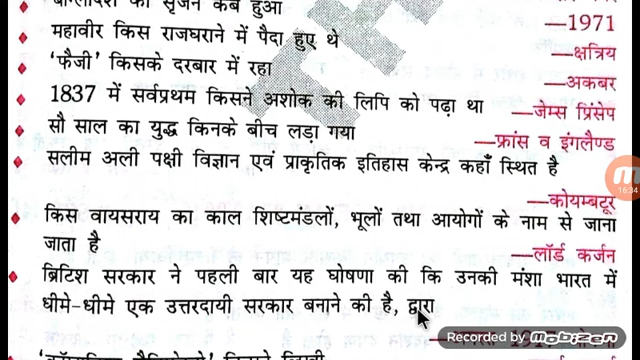 बांग्लादेश का सृजन कब हुआ
—1971
महावीर किस राजघराने में पैदा हुए थे
—क्षत्रिय
'फैजी' किसके दरबार में रहा
—अकबर
1837 में सर्वप्रथम किसने अशोक की लिपि को पढ़ा था
—जेम्स प्रिंसेप
सौ साल का युद्ध किनके बीच लड़ा गया
—फ्रांस व इंगलैण्ड
सलीम अली पक्षी विज्ञान एवं प्राकृतिक इतिहास केन्द्र कहाँ स्थित है
—कोयम्बटूर
किस वायसराय का काल शिष्टमंडलों, भूलों तथा आयोगों के नाम से जाना
जाता है
—लॉर्ड कर्जन
ब्रिटिश सरकार ने पहली बार यह घोषणा की कि उनकी मंशा भारत में
धीमे-धीमे एक उत्तरदायी सरकार बनाने की है, द्वारा
16:34
Recorded by MOBIZEN